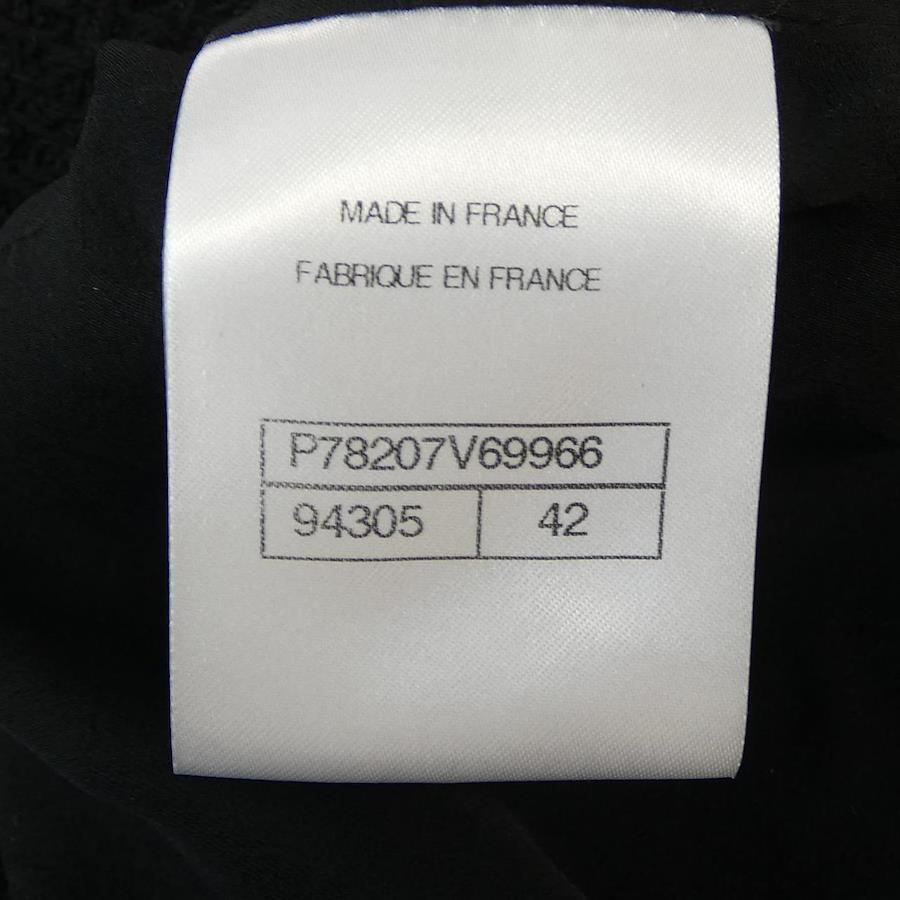 MADE IN FRANCE
FABRIQUE EN FRANCE
P78207V69966
94305 42